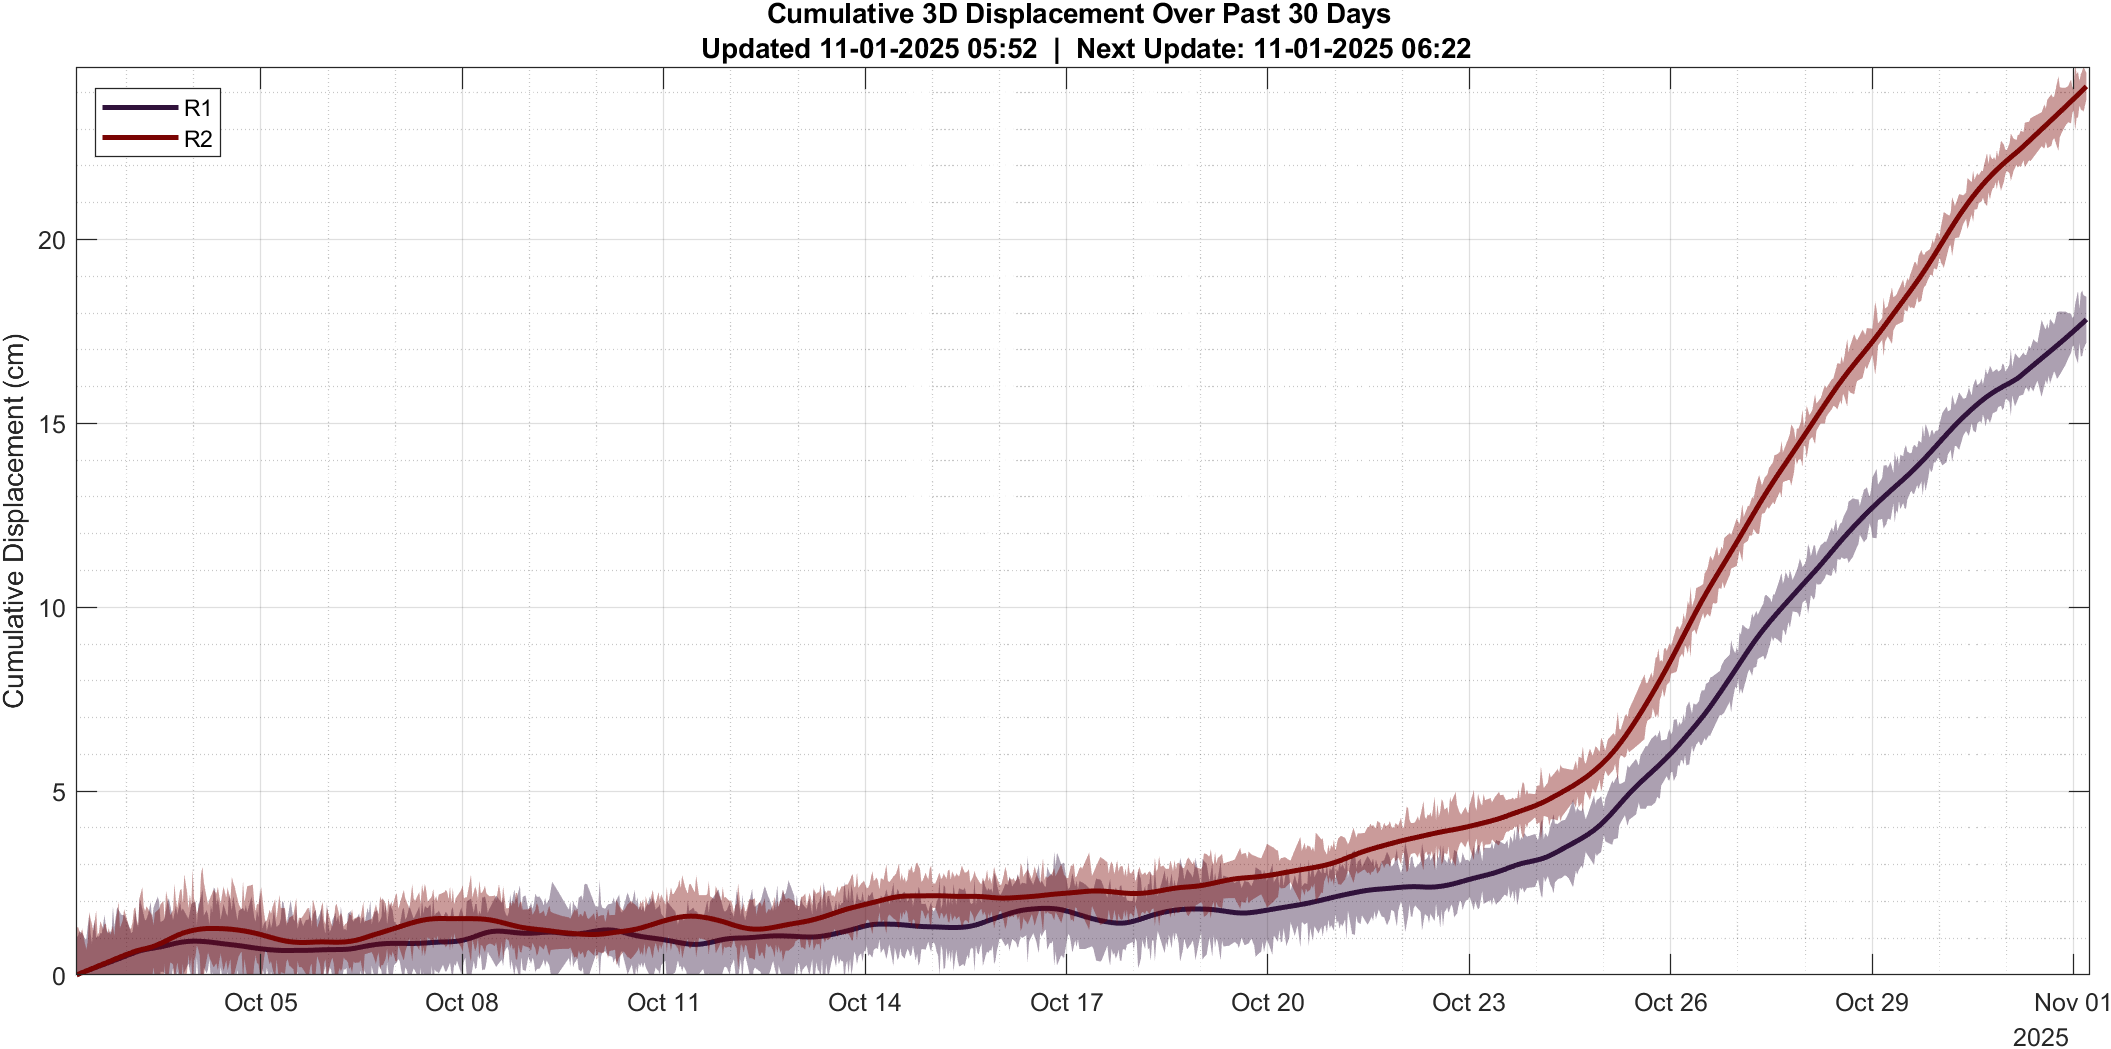 Cumulative 3D Displacement Over Past 30 Days
Updated 11-01-2025 05:52 | Next Update: 11-01-2025 06:22
R1
R2
Cumulative Displacement (cm)
20
15
10
5
0
Oct 05
Oct 08
Oct 11
Oct 14
Oct 17
Oct 20
Oct 23
Oct 26
Oct 29
Nov 01
2025